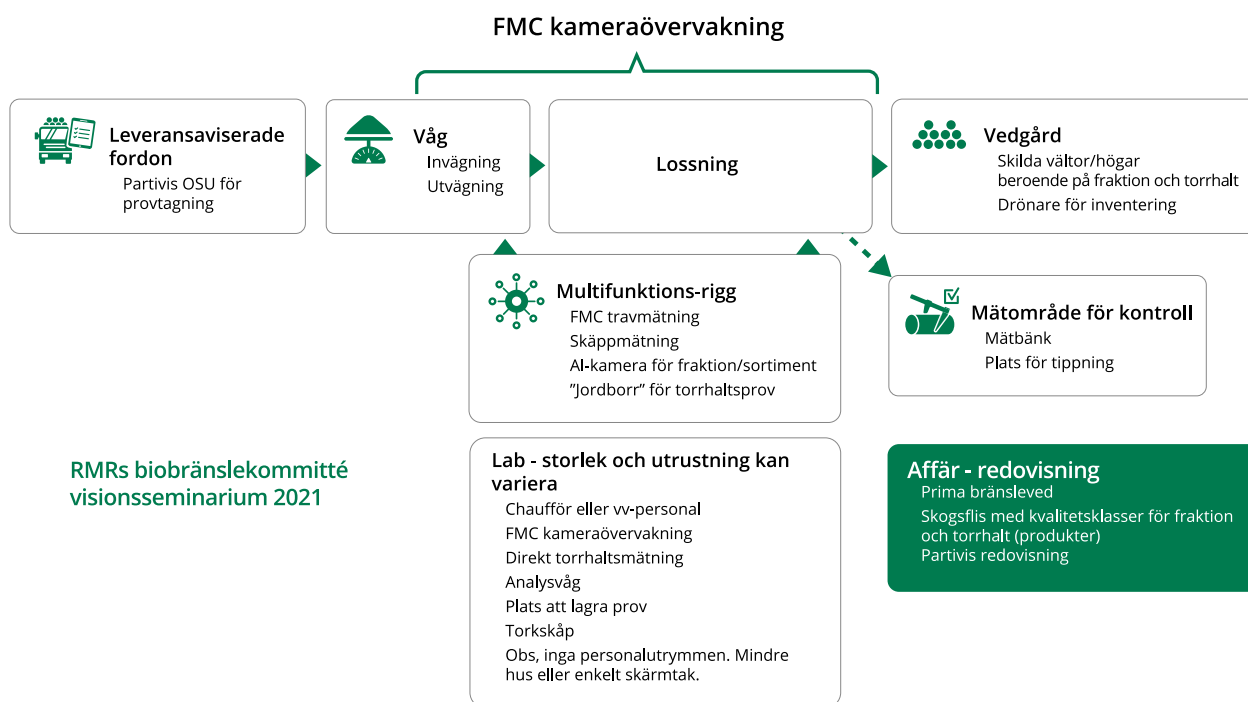 FMC kameraövervakning
Leveransaviserade
fordon
Partivis OSU för
provtagning
Våg
Invägning
Utvägning
Lossning
Vedgård
Skilda vältor/högar
beroende på fraktion och torrhalt
Drönare för inventering
Multifunktions-rigg
FMC travmätning
Skäppmätning
AI-kamera för fraktion/sortiment
”Jordborr” för torrhaltsprov
Mätområde för kontroll
Mätbänk
Plats för tippning
RMRs biobränslekommitté
visionsseminarium 2021
Lab - storlek och utrustning kan
variera
Chaufför eller vv-personal
FMC kameraövervakning
Direkt torrhaltsmätning
Analysvåg
Plats att lagra prov
Torkskåp
Obs, inga personalutrymmen. Mindre
hus eller enkelt skärmtak.
Affär - redovisning
Prima bränsleved
Skogsflis med kvalitetsklasser för fraktion
och torrhalt (produkter)
Partivis redovisning